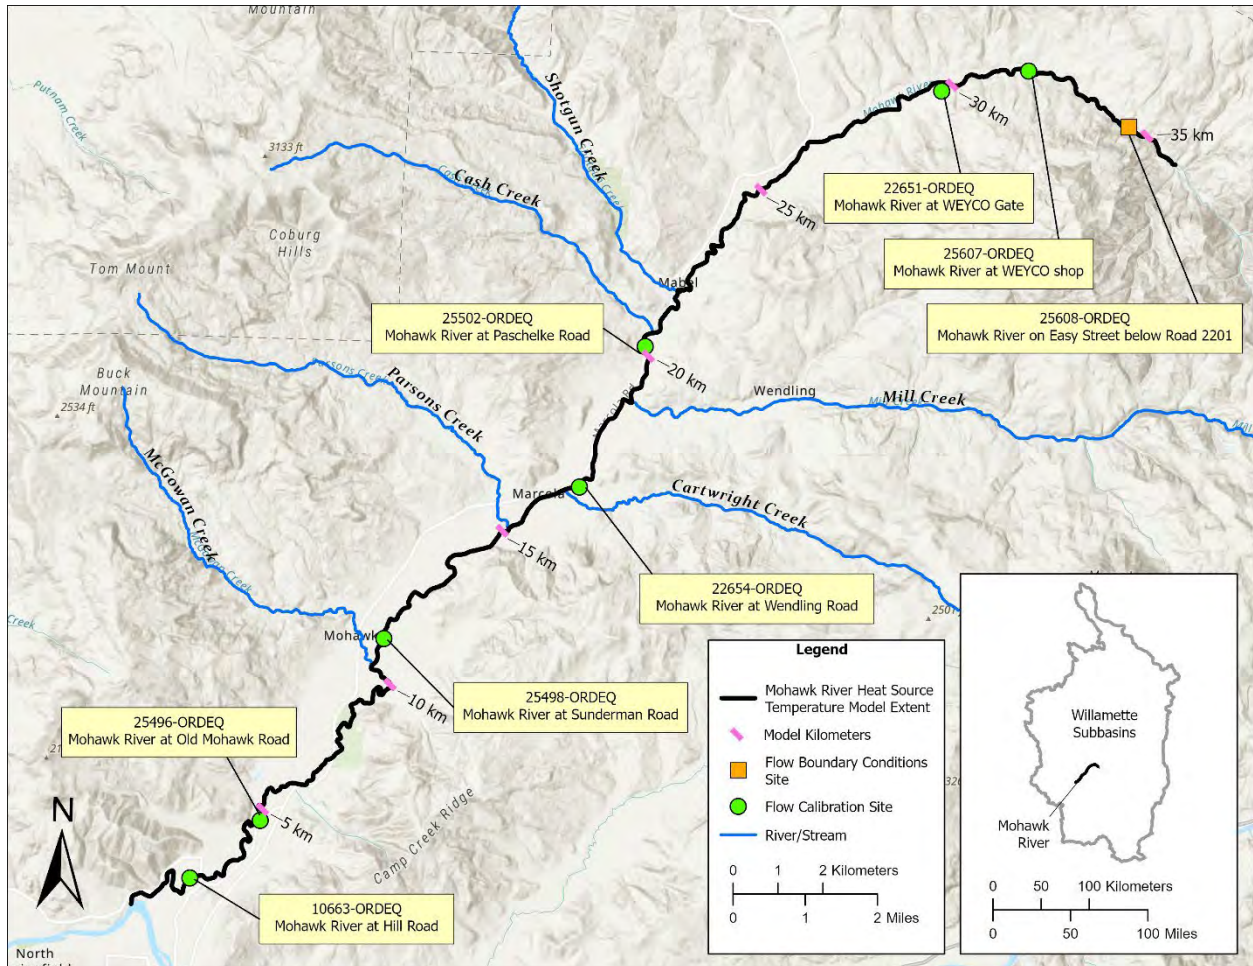 Mountain
Putnam Creek
3133 ft
Shotgun Creek
Cash Creek
Mohawk River
30 km
35 km
22651-ORDEQ
Mohawk River at WEYCO Gate
25 km
Coburg
Hills
25607-ORDEQ
Mohawk River at WEYCO shop
Tom Mount
Mabel
25502-ORDEQ
Mohawk River at Paschelke Road
25608-ORDEQ
Mohawk River on Easy Street below Road 2201
20 km
Parsons Creek
Parsons Creek
Buck
Mountain
2534 ft
Wendling
Mill Creek
McGowan Creek
Marcola
Cartwright Creek
15 km
22654-ORDEQ
Mohawk River at Wendling Road
Creek
Mohawk
10 km
25498-ORDEQ
Mohawk River at Sunderman Road
25496-ORDEQ
Mohawk River at Old Mohawk Road
5 km
Camp Creek Ridge
N
10663-ORDEQ
Mohawk River at Hill Road
North
Legend
Mohawk River Heat Source
Temperature Model Extent
Model Kilometers
Flow Boundary Conditions
Site
Flow Calibration Site
River/Stream
0 1 2 Kilometers
0 1 2 Miles
Willamette
Subbasins
Mohawk
River
0 50 100 Kilometers
0 50 100 Miles